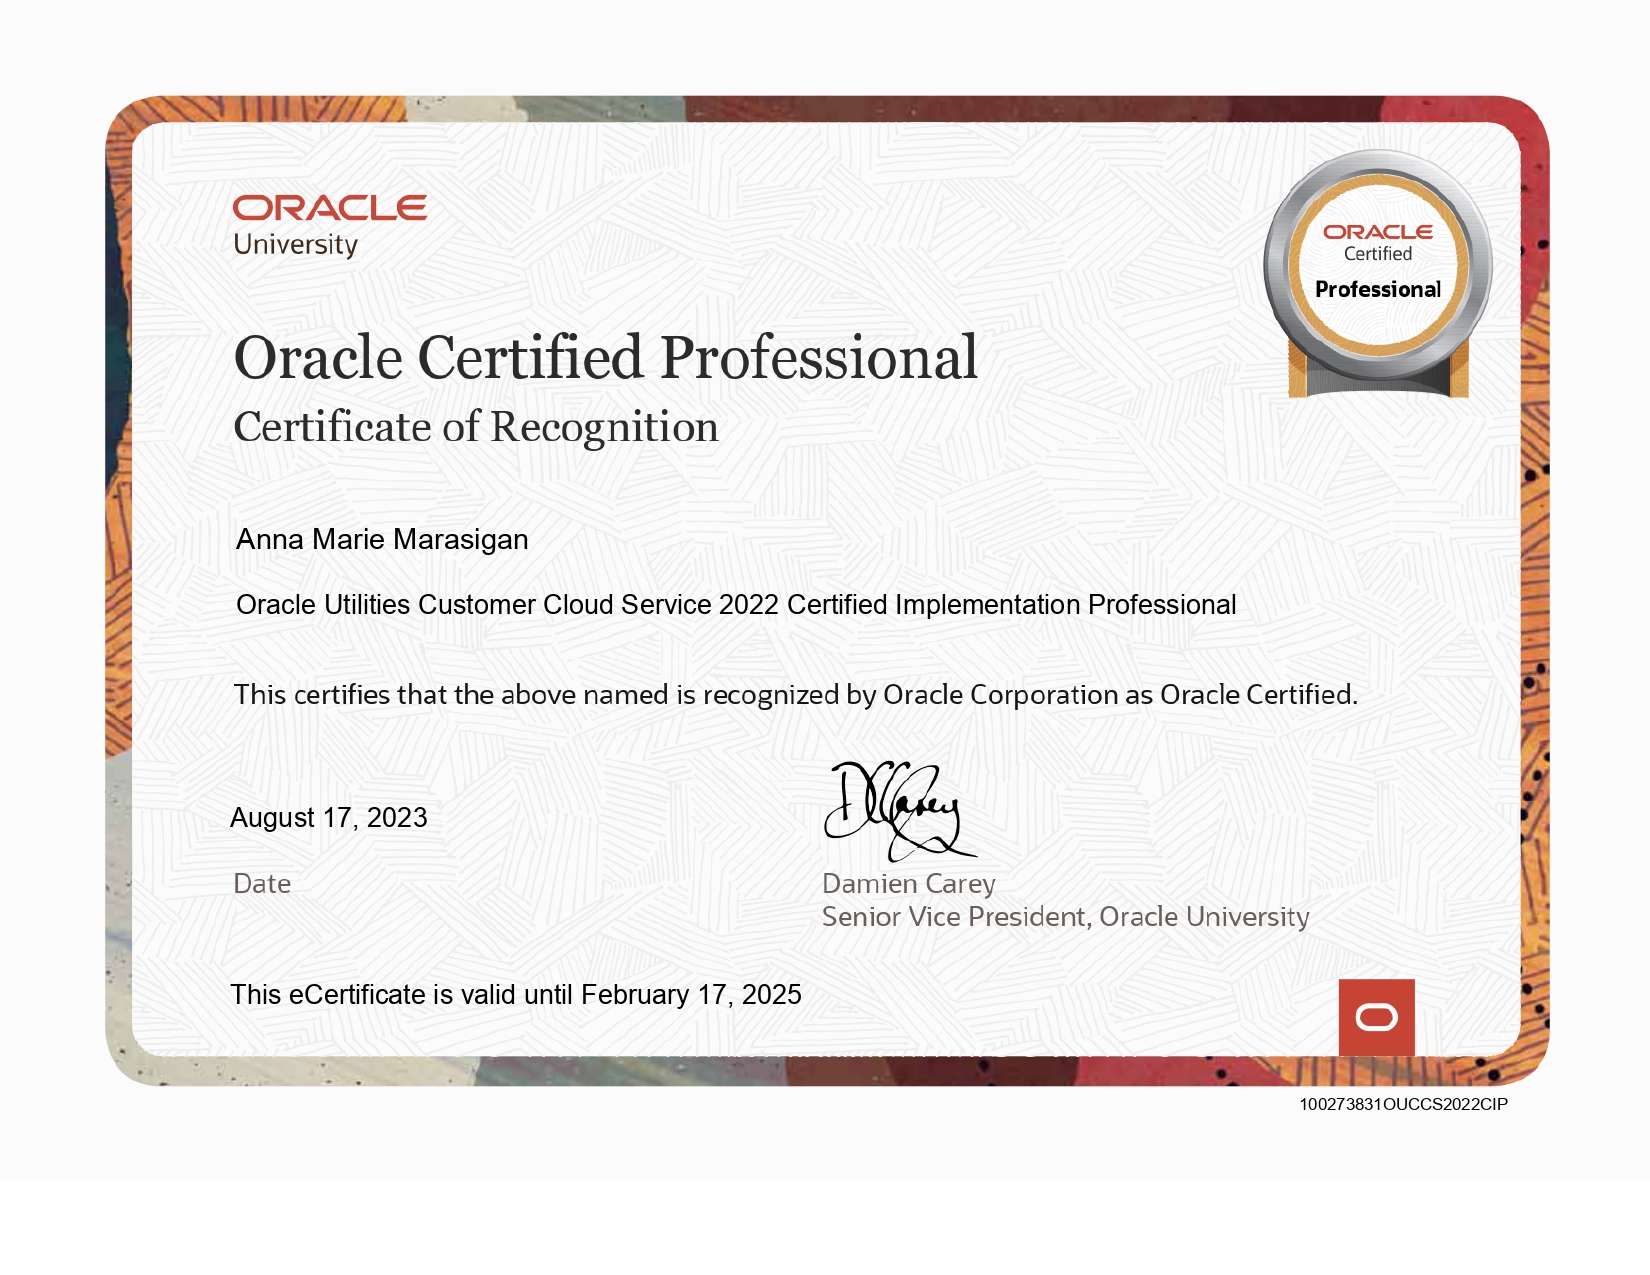 ORACLE
University
ORACLE
Certified
Professional
Oracle Certified Professional
Certificate of Recognition
Anna Marie Marasigan
Oracle Utilities Customer Cloud Service 2022 Certified Implementation Professional
This certifies that the above named is recognized by Oracle Corporation as Oracle Certified.
August 17, 2023
Date
DCarey
Damien Carey
Senior Vice President, Oracle University
This eCertificate is valid until February 17, 2025
100273831OUCCS2022CIP